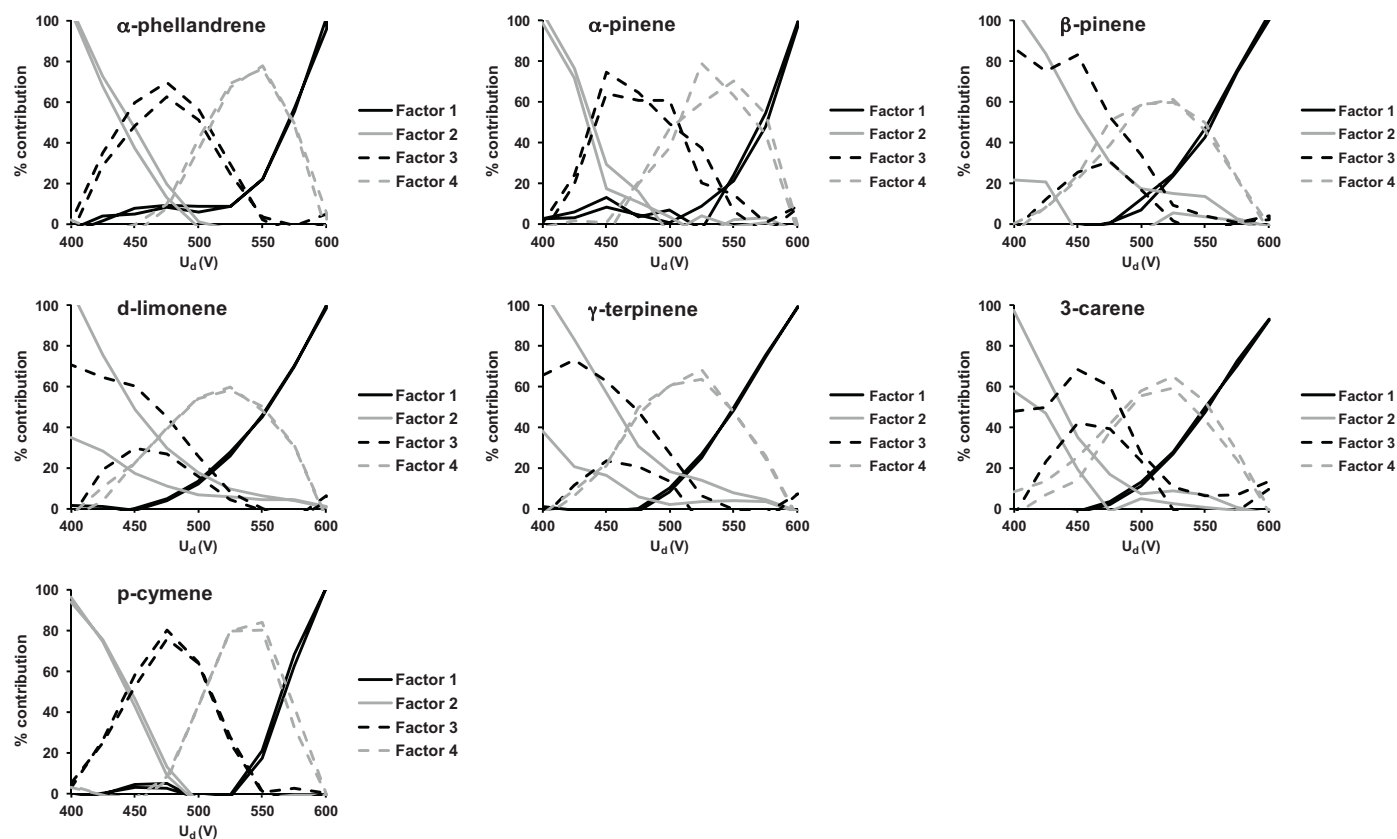 α-phellandrene
% contribution
100
80
60
40
20
0
400 450 500 550 600
Ud (V)
Factor 1
Factor 2
Factor 3
Factor 4
α-pinene
% contribution
100
80
60
40
20
0
400 450 500 550 600
Ud (V)
Factor 1
Factor 2
Factor 3
Factor 4
β-pinene
% contribution
100
80
60
40
20
0
400 450 500 550 600
Ud (V)
Factor 1
Factor 2
Factor 3
Factor 4
d-limonene
% contribution
100
80
60
40
20
0
400 450 500 550 600
Ud (V)
Factor 1
Factor 2
Factor 3
Factor 4
γ-terpinene
% contribution
100
80
60
40
20
0
400 450 500 550 600
Ud (V)
Factor 1
Factor 2
Factor 3
Factor 4
3-carene
% contribution
100
80
60
40
20
0
400 450 500 550 600
Ud (V)
Factor 1
Factor 2
Factor 3
Factor 4
p-cymene
% contribution
100
80
60
40
20
0
400 450 500 550 600
Ud (V)
Factor 1
Factor 2
Factor 3
Factor 4